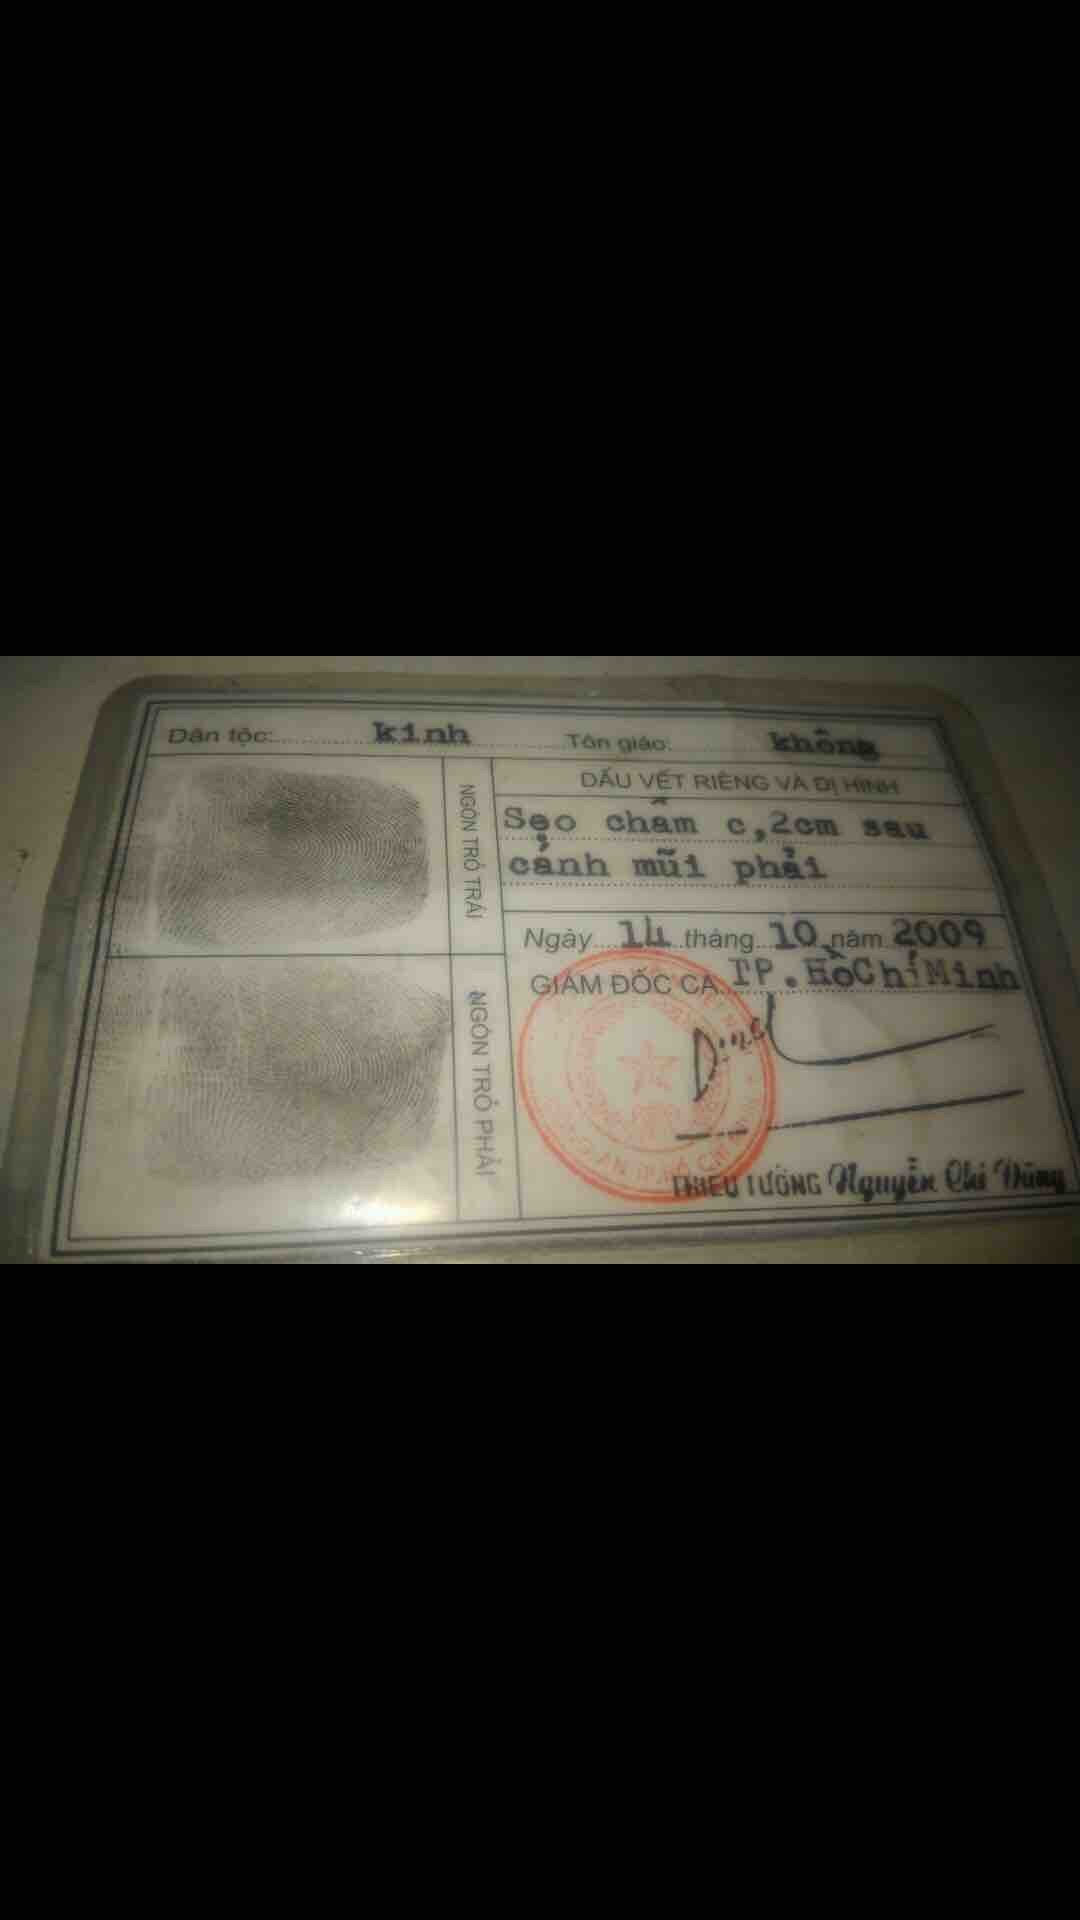 Dân tộc: kinh Tôn giáo: không
NGÓN TRỎ TRÁI
DẤU VẾT RIÊNG VÀ DỊ HÌNH
Sẹo chấm c,2cm sau
cánh mũi phải
Ngày 14 tháng 10 năm 2009
GIÁM ĐỐC CA TP.HồChíMinh
NGÓN TRỎ PHẢI
THIẾU TƯỚNG Nguyễn Chí Dũng